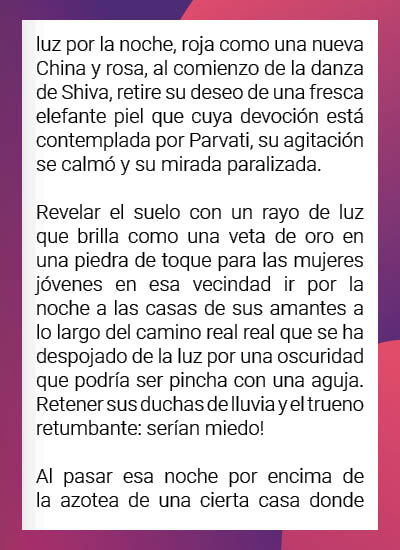 luz por la noche, roja como una nueva
China y rosa, al comienzo de la danza
de Shiva, retire su deseo de una fresca
elefante piel que cuya devoción está
contemplada por Parvati, su agitación
se calmó y su mirada paralizada.
Revelar el suelo con un rayo de luz
que brilla como una veta de oro en
una piedra de toque para las mujeres
jóvenes en esa vecindad ir por la
noche a las casas de sus amantes a
lo largo del camino real real que se ha
despojado de la luz por una oscuridad
que podría ser pincha con una aguja.
Retener sus duchas de lluvia y el trueno
retumbante: serían miedo!
Al pasar esa noche por encima de
la azotea de una cierta casa donde